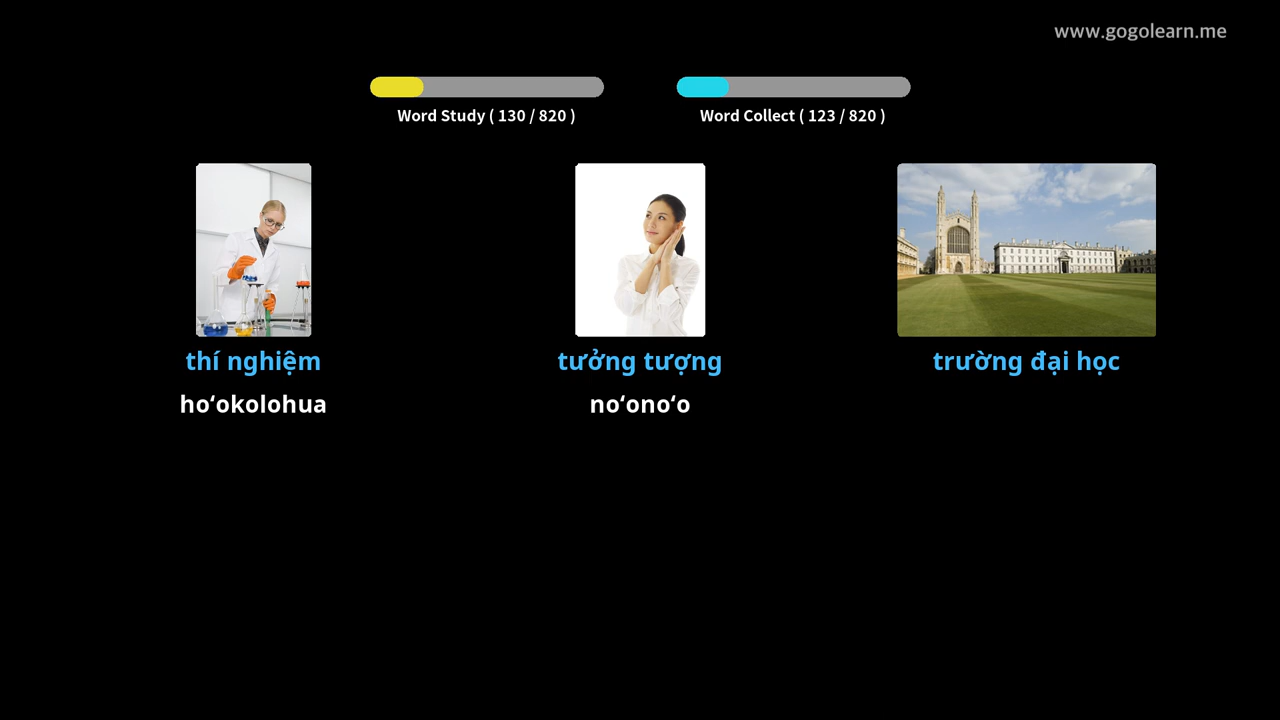 www.gogolearn.me
Word Study ( 130 / 820 )
Word Collect ( 123 / 820 )
thí nghiệm
hoʻokolohua
tưởng tượng
noʻonoʻo
trường đại học